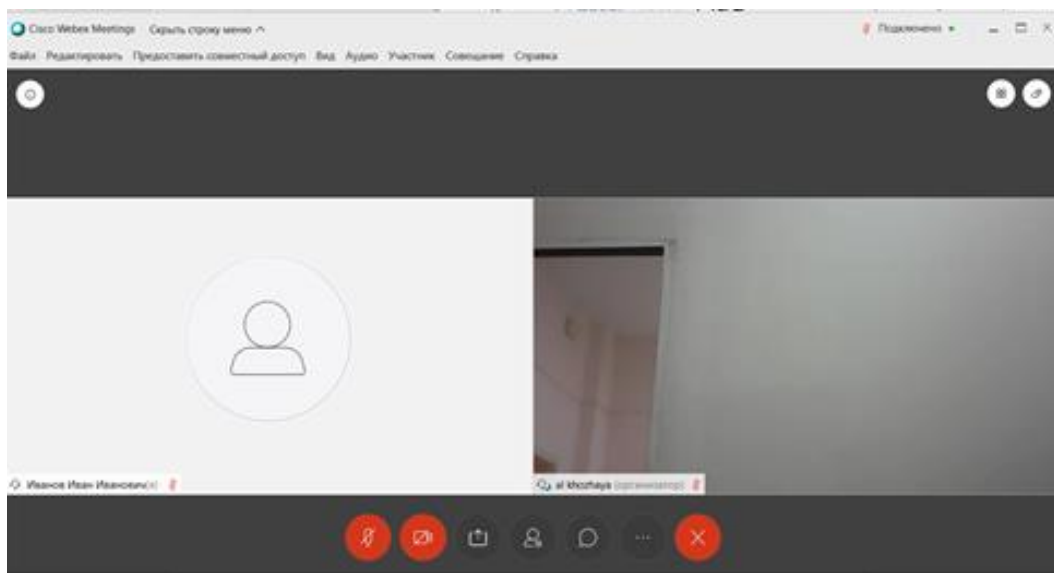 Cisco Webex Meetings Скрыть строку меню Подключено
Файл Редактировать Предоставить совместный доступ Вид Аудио Участник Совещание Справка
Иванов Иван Иванович(я)
al khozhaya (организатор)